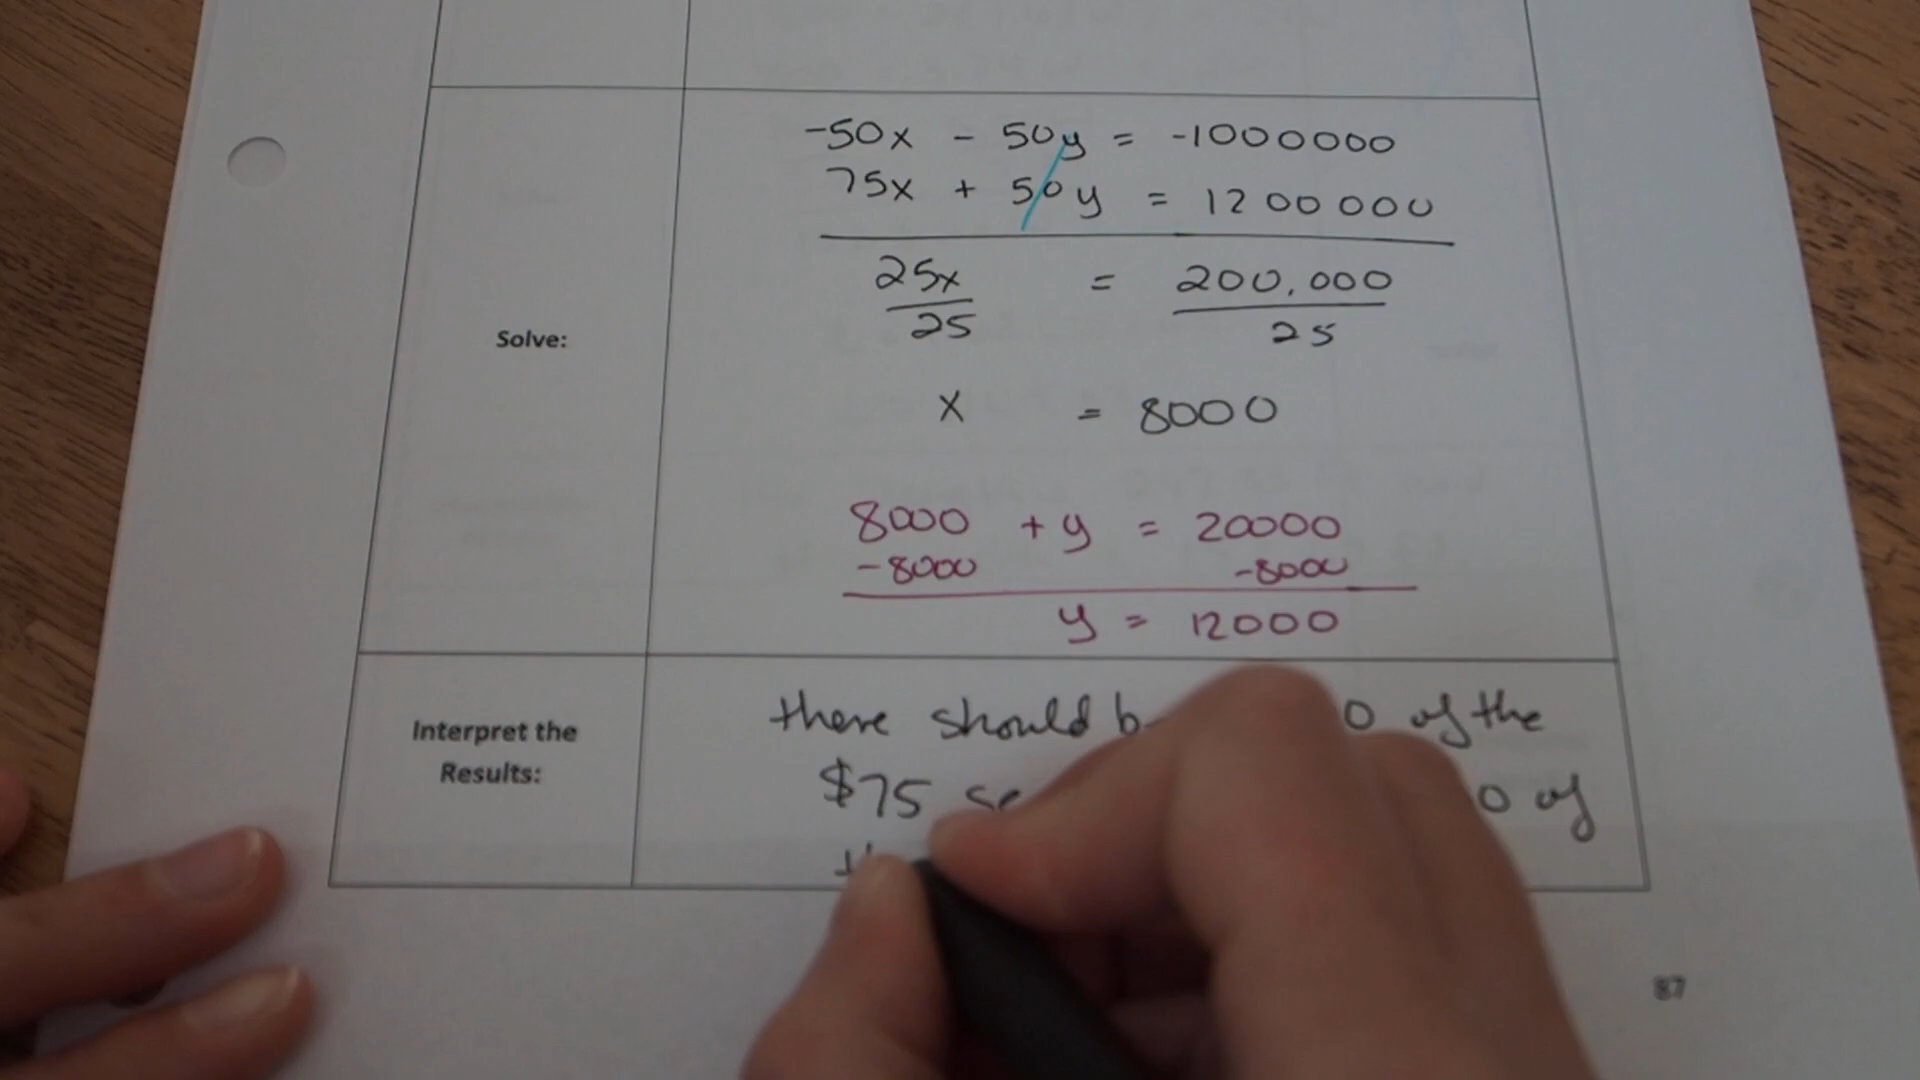 -50x - 50y = -1000000
75x + 50y = 1200000
25x = 200,000
25 25
Solve:
x = 8000
8000 + y = 20000
-8000 -8000
y = 12000
Interpret the
Results:
there should 0 of the
$75 0 of
87